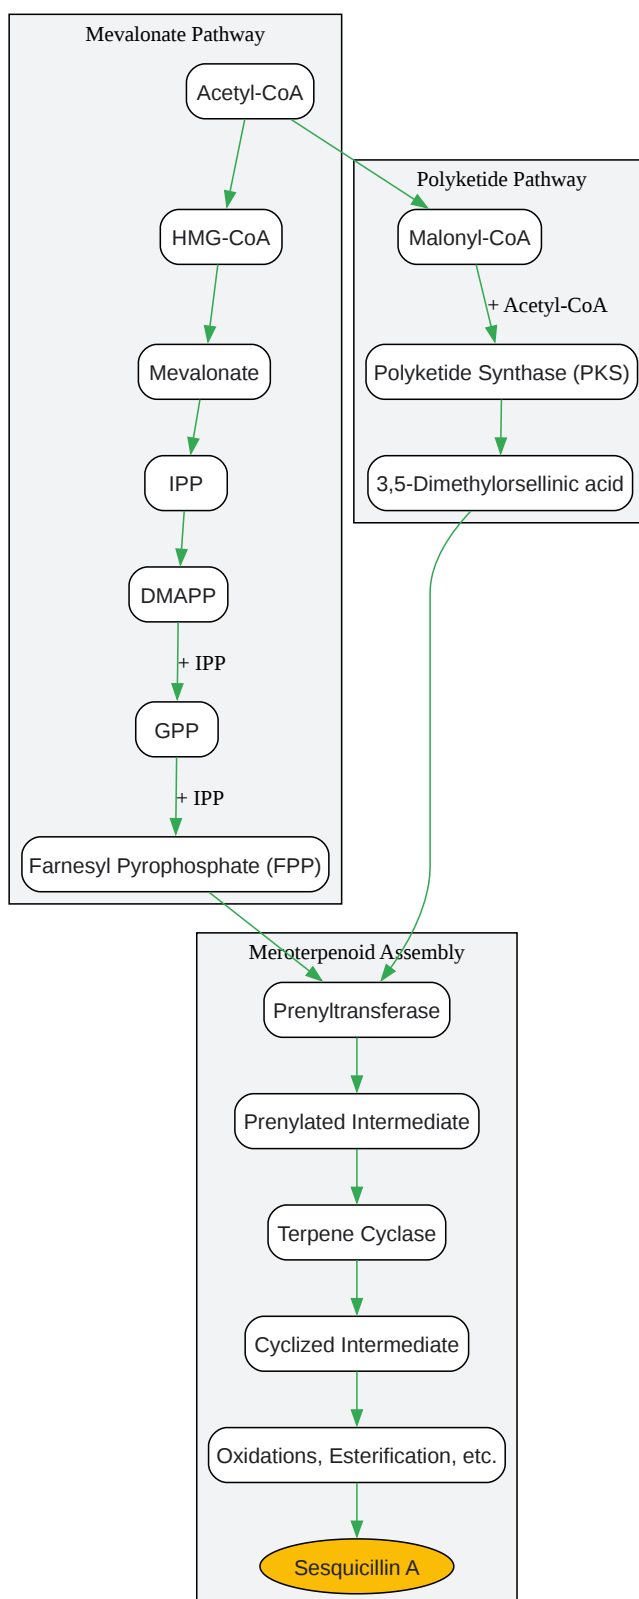 Mevalonate Pathway
Acetyl-CoA
Polyketide Pathway
HMG-CoA
Malonyl-CoA
+ Acetyl-CoA
Mevalonate
Polyketide Synthase (PKS)
IPP
3,5-Dimethylorsellinic acid
DMAPP
+ IPP
GPP
+ IPP
Farnesyl Pyrophosphate (FPP)
Meroterpenoid Assembly
Prenyltransferase
Prenylated Intermediate
Terpene Cyclase
Cyclized Intermediate
Oxidations, Esterification, etc.
Sesquicillin A